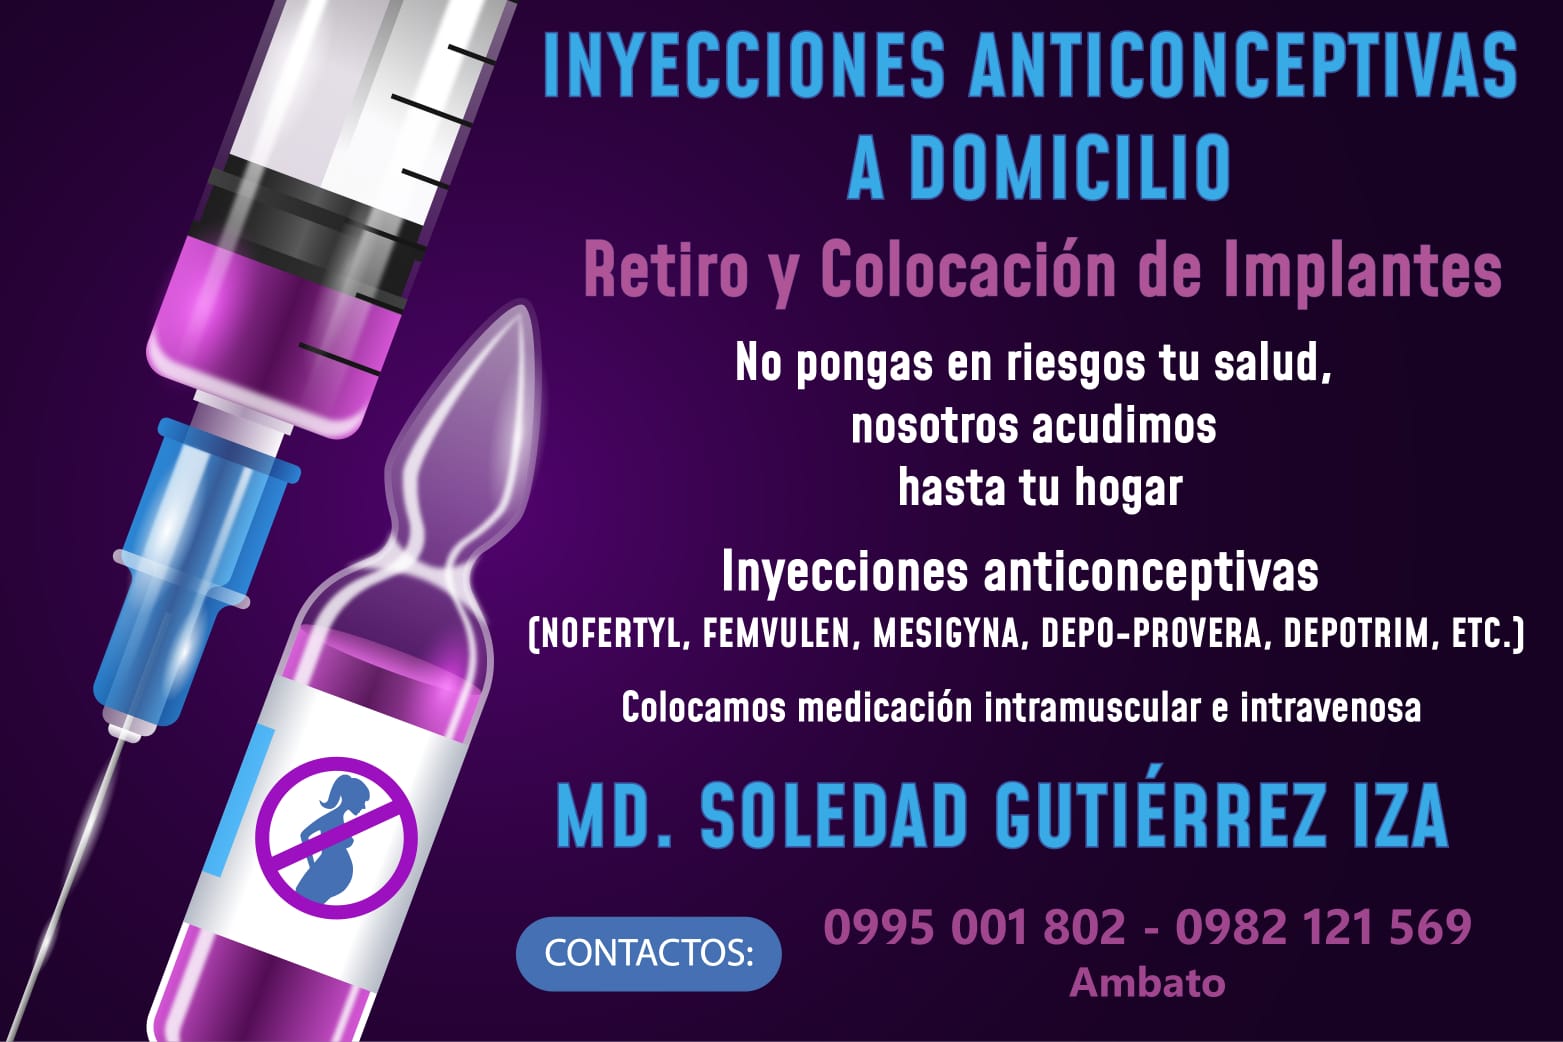 INYECCIONES ANTICONCEPTIVAS
A DOMICILIO
Retiro y Colocación de Implantes
No pongas en riesgos tu salud,
nosotros acudimos
hasta tu hogar
Inyecciones anticonceptivas
(NOFERTYL, FEMVULEN, MESIGYNA, DEPO-PROVERA, DEPOTRIM, ETC.)
Colocamos medicación intramuscular e intravenosa
MD. SOLEDAD GUTIÉRREZ IZA
CONTACTOS: 0995 001 802 - 0982 121 569
Ambato